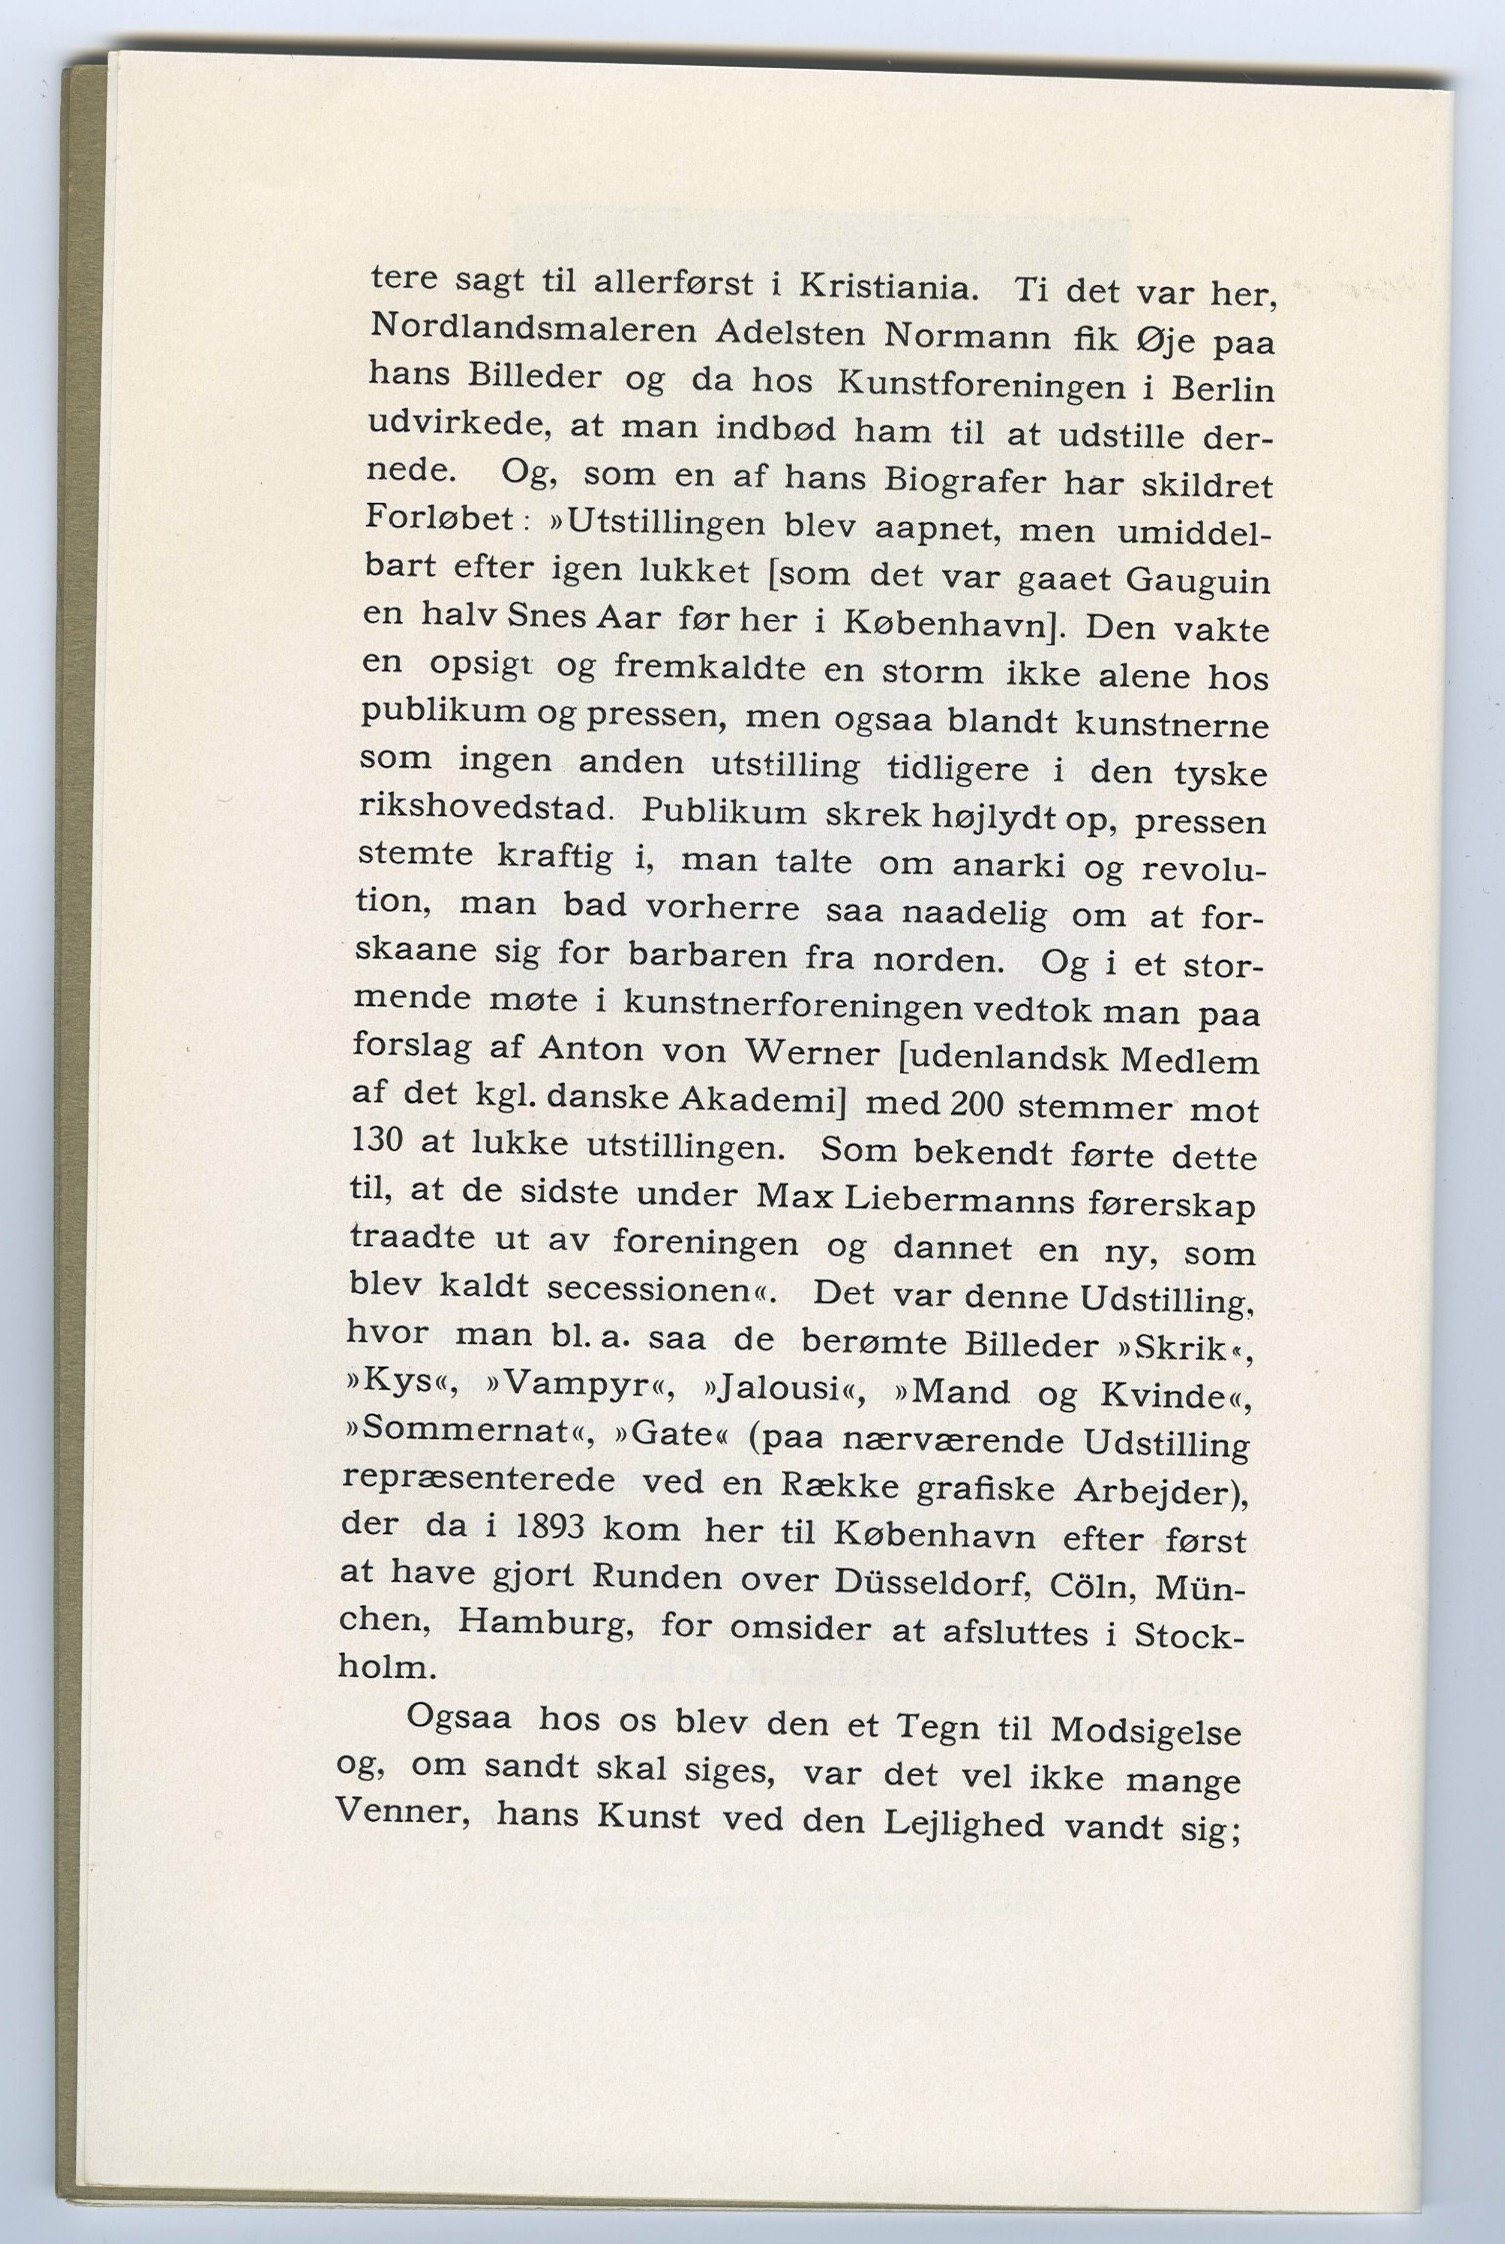 tere sagt til allerførst i Kristiania. Ti det var her,
Nordlandsmaleren Adelsten Normann fik Øje paa
hans Billeder og da hos Kunstforeningen i Berlin
udvirkede, at man indbød ham til at udstille der-
nede. Og, som en af hans Biografer har skildret
Forløbet: »Utstillingen blev aapnet, men umiddel-
bart efter igen lukket [som det var gaaet Gauguin
en halv Snes Aar før her i København]. Den vakte
en opsigt og fremkaldte en storm ikke alene hos
publikum og pressen, men ogsaa blandt kunstnerne
som ingen anden utstilling tidligere i den tyske
rikshovedstad. Publikum skrek højlydt op, pressen
stemte kraftig i, man talte om anarki og revolu-
tion, man bad vorherre saa naadelig om at for-
skaane sig for barbaren fra norden. Og i et stor-
mende møte i kunstnerforeningen vedtok man paa
forslag af Anton von Werner [udenlandsk Medlem
af det kgl. danske Akademi] med 200 stemmer mot
130 at lukke utstillingen. Som bekendt førte dette
til, at de sidste under Max Liebermanns førerskap
traadte ut av foreningen og dannet en ny, som
blev kaldt secessionen«. Det var denne Udstilling,
hvor man bl. a. saa de berømte Billeder »Skrik«,
»Kys«, »Vampyr«, »Jalousi«, »Mand og Kvinde«,
»Sommernat«, »Gate« (paa nærværende Udstilling
repræsenterede ved en Række grafiske Arbejder),
der da i 1893 kom her til København efter først
at have gjort Runden over Düsseldorf, Cöln, Mün-
chen, Hamburg, for omsider at afsluttes i Stock-
holm.
Ogsaa hos os blev den et Tegn til Modsigelse
og, om sandt skal siges, var det vel ikke mange
Venner, hans Kunst ved den Lejlighed vandt sig;